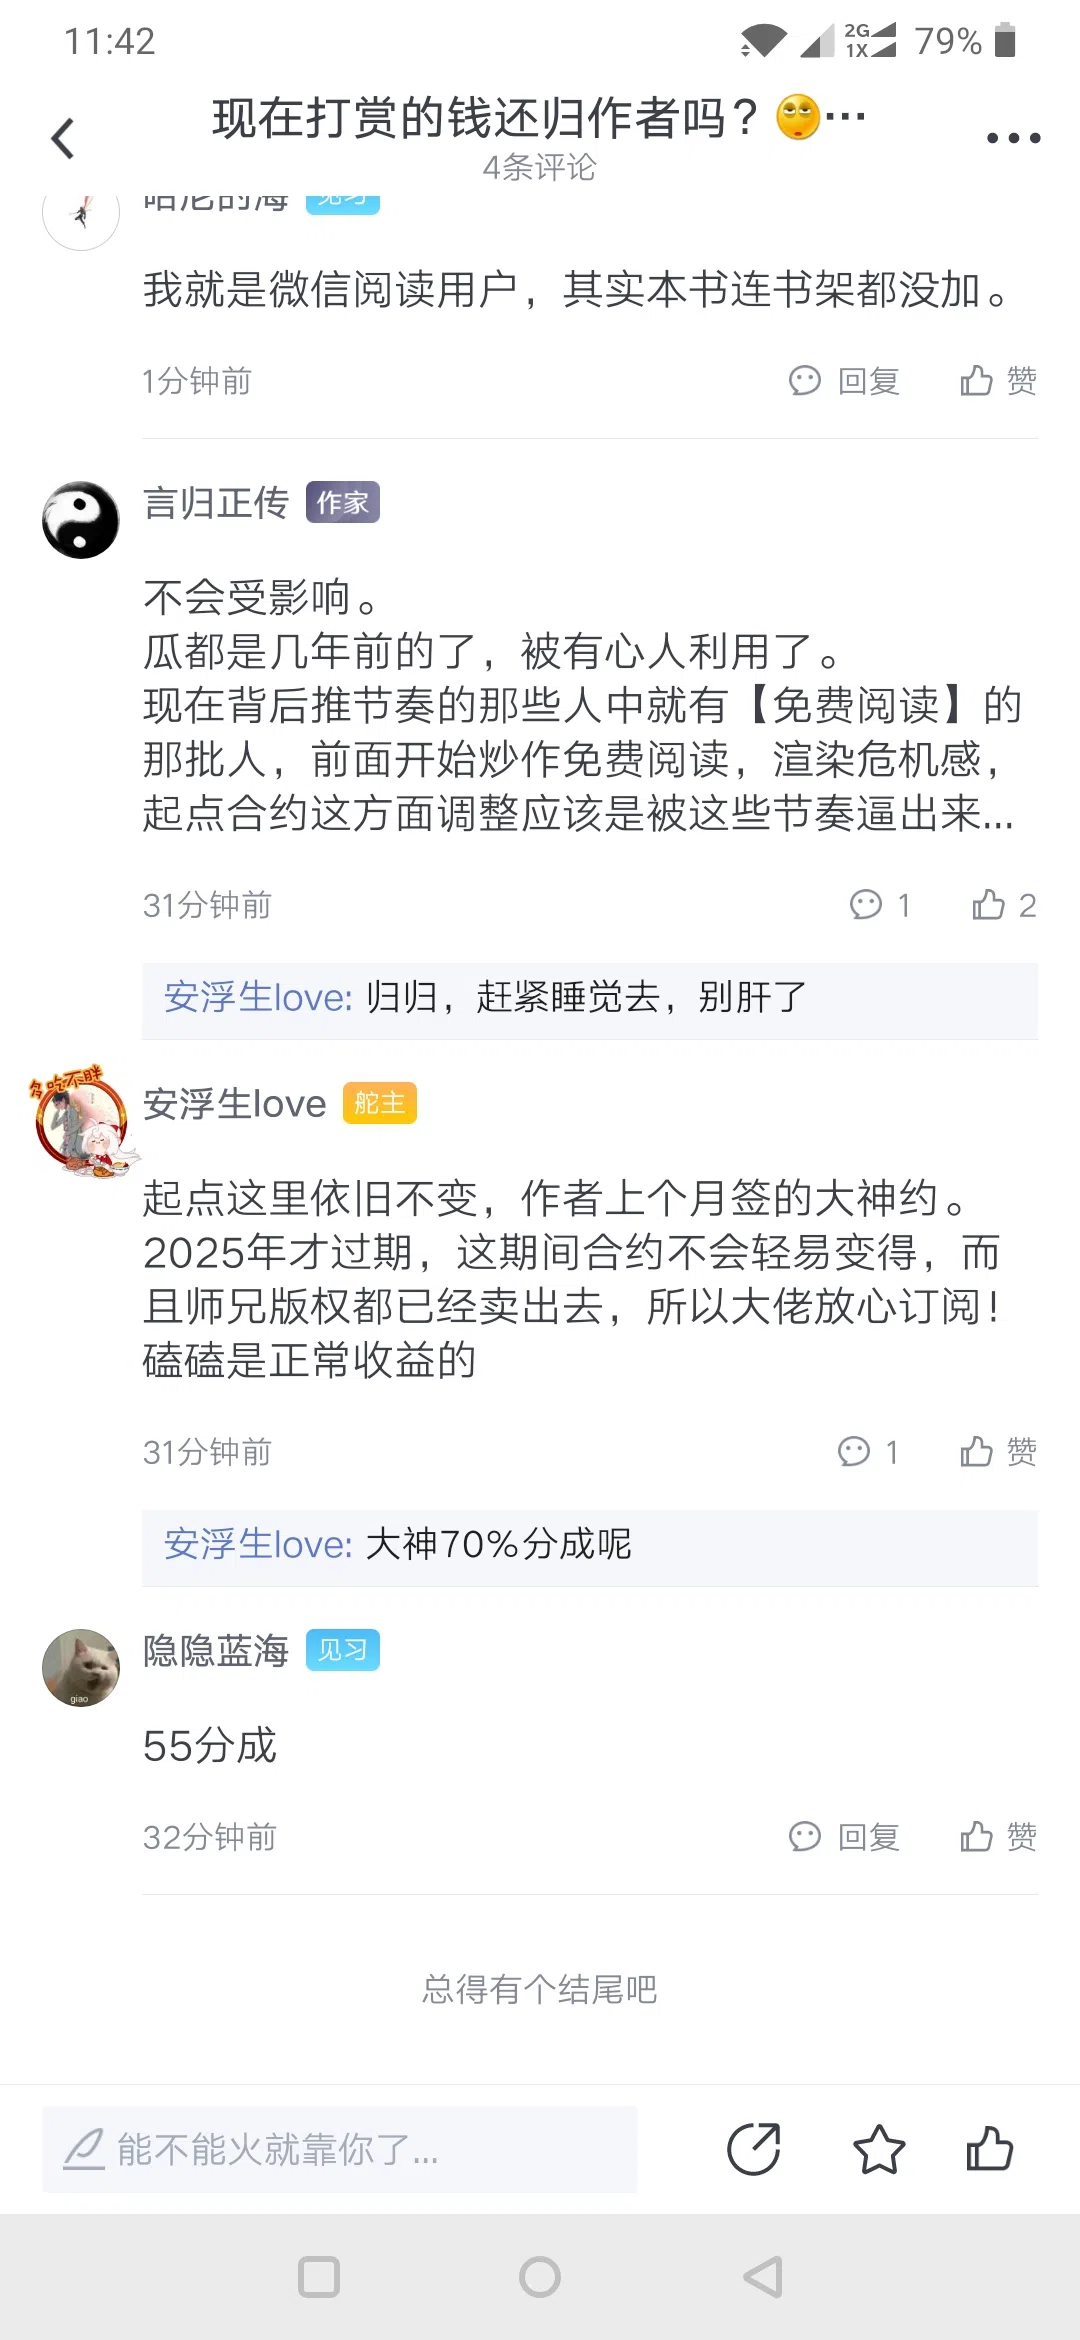 11:42
2G
1X
79%
现在打赏的钱还归作者吗？ …
4条评论
哈尼的海 见习
我就是微信阅读用户，其实本书连书架都没加。
1分钟前 回复 赞
言归正传 作家
不会受影响。
瓜都是几年前的了，被有心人利用了。
现在背后推节奏的那些人中就有【免费阅读】的
那批人，前面开始炒作免费阅读，渲染危机感，
起点合约这方面调整应该是被这些节奏逼出来...
31分钟前 1 2
安浮生love: 归归，赶紧睡觉去，别肝了
多吃不胖
安浮生love 舵主
起点这里依旧不变，作者上个月签的大神约。
2025年才过期，这期间合约不会轻易变得，而
且师兄版权都已经卖出去，所以大佬放心订阅！
磕磕是正常收益的
31分钟前 1 赞
安浮生love: 大神70%分成呢
隐隐蓝海 见习
giao
55分成
32分钟前 回复 赞
总得有个结尾吧
能不能火就靠你了...